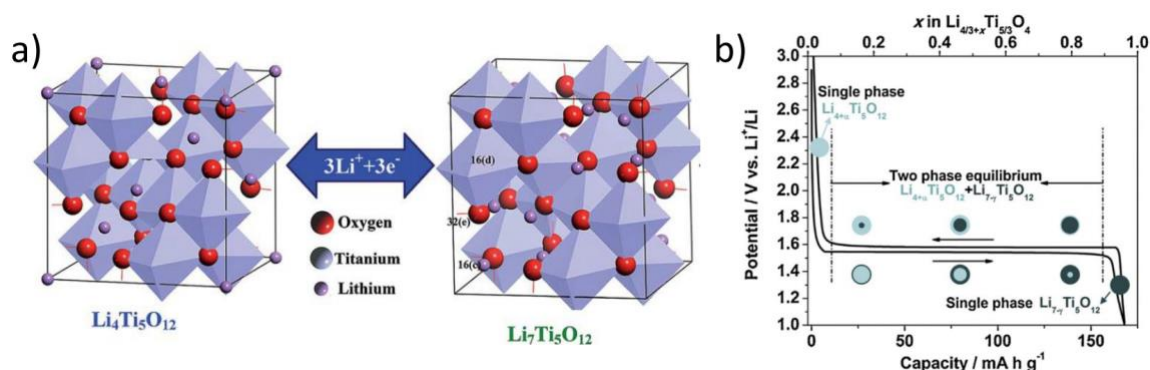 a)
16(d)
32(e)
16(c)
3Li⁺+3e⁻
Oxygen
Titanium
Lithium
Li₄Ti₅O₁₂
Li₇Ti₅O₁₂
b)
x in Li₄/₃₊ₓTi₅/₃O₄
0.0 0.2 0.4 0.6 0.8 1.0
Potential / V vs. Li⁺/Li
3.0
2.8
2.6
2.4
2.2
2.0
1.8
1.6
1.4
1.2
1.0
Single phase
Li₄₊αTi₅O₁₂
Two phase equilibrium
Li₄₊αTi₅O₁₂+Li₇₋γTi₅O₁₂
Single phase Li₇₋γTi₅O₁₂
0 50 100 150
Capacity / mA h g⁻¹